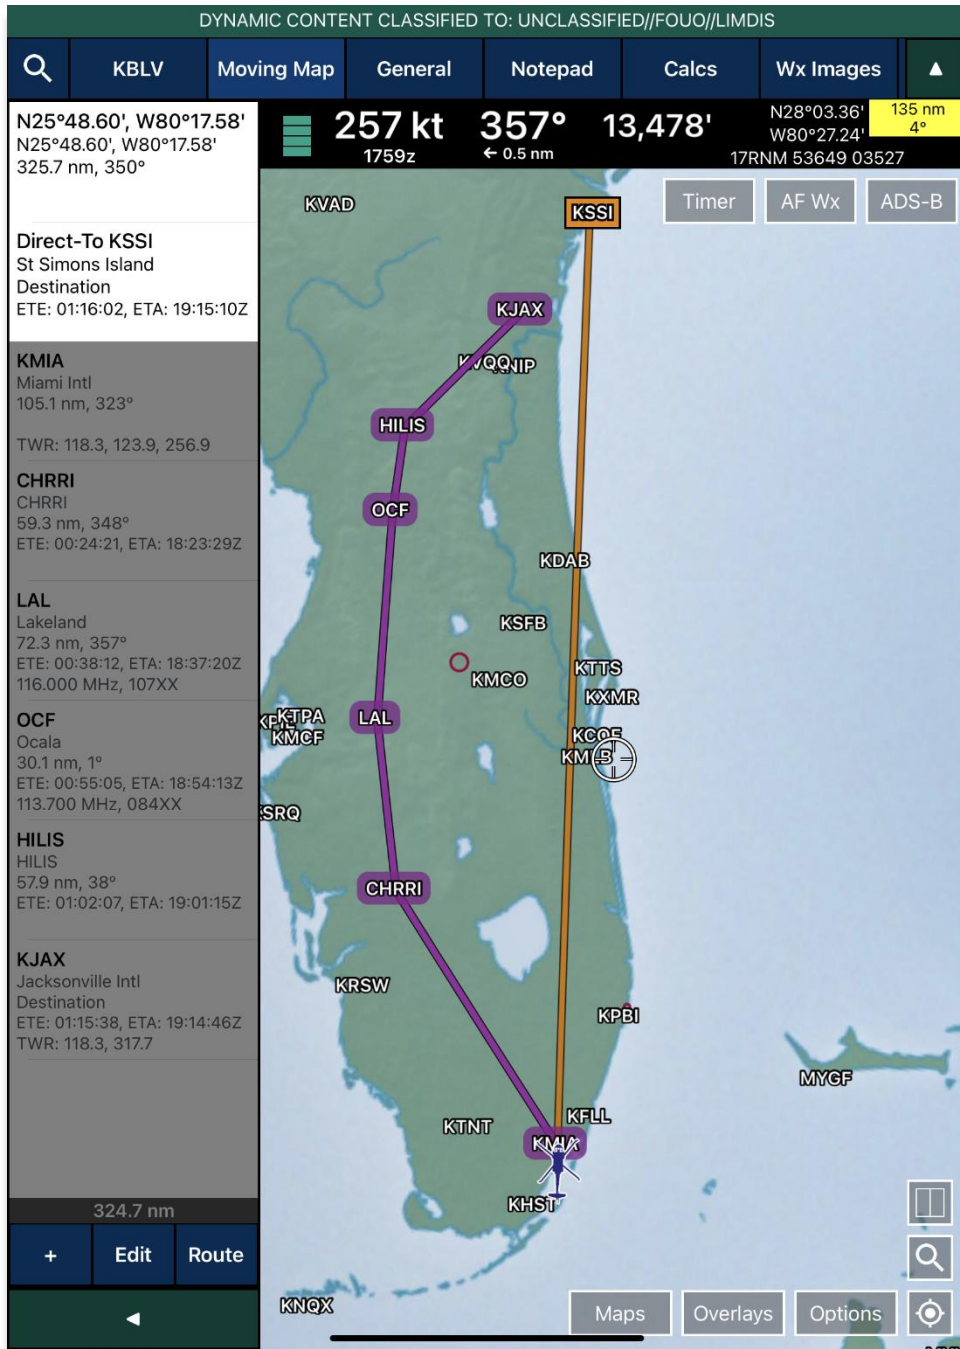 DYNAMIC CONTENT CLASSIFIED TO: UNCLASSIFIED//FOUO//LIMDIS
KBLV
Moving Map
General
Notepad
Calcs
Wx Images
N25°48.60', W80°17.58'
N25°48.60', W80°17.58'
325.7 nm, 350°
Direct-To KSSI
St Simons Island
Destination
ETE: 01:16:02, ETA: 19:15:10Z
KMIA
Miami Intl
105.1 nm, 323°
TWR: 118.3, 123.9, 256.9
CHRRI
CHRRI
59.3 nm, 348°
ETE: 00:24:21, ETA: 18:23:29Z
LAL
Lakeland
72.3 nm, 357°
ETE: 00:38:12, ETA: 18:37:20Z
116.000 MHz, 107XX
OCF
Ocala
30.1 nm, 1°
ETE: 00:55:05, ETA: 18:54:13Z
113.700 MHz, 084XX
HILIS
HILIS
57.9 nm, 38°
ETE: 01:02:07, ETA: 19:01:15Z
KJAX
Jacksonville Intl
Destination
ETE: 01:15:38, ETA: 19:14:46Z
TWR: 118.3, 317.7
324.7 nm
+
Edit
Route
257 kt
1759z
357°
← 0.5 nm
13,478'
N28°03.36'
W80°27.24'
17RNM 53649 03527
135 nm
4°
Timer
AF Wx
ADS-B
KVAD
KSSI
KJAX
KVQQ
KNIP
HILIS
OCF
KDAB
KSFB
KTTS
KMCO
KXMR
KTPA
LAL
KMCF
KCOF
KMLB
KSRQ
CHRRI
KRSW
KPBI
MYGF
KFLL
KTNT
KMIA
KHST
KNQX
Maps
Overlays
Options